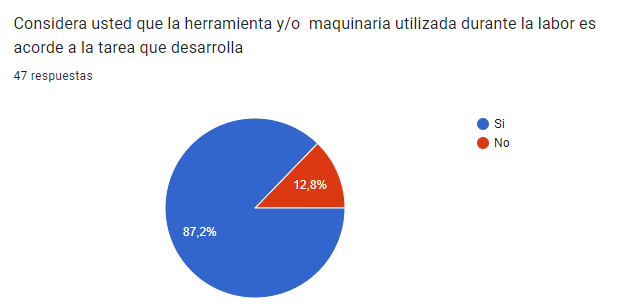 Considera usted que la herramienta y/o  maquinaria utilizada durante la labor es
acorde a la tarea que desarrolla
47 respuestas
Si
No
12,8%
87,2%